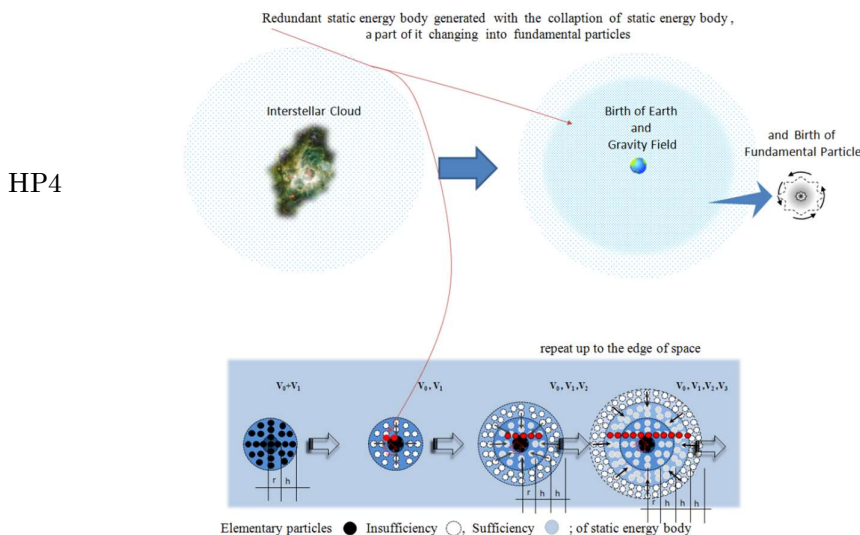 Redundant static energy body generated with the collaption of static energy body,
a part of it changing into fundamental particles
Interstellar Cloud
Birth of Earth
and
Gravity Field
and Birth of
Fundamental Particle
HP4
repeat up to the edge of space
V₀+V₁
V₀, V₁
V₀, V₁, V₂
V₀, V₁, V₂, V₃
r h
r h h
r h h h
Elementary particles Insufficiency , Sufficiency ; of static energy body